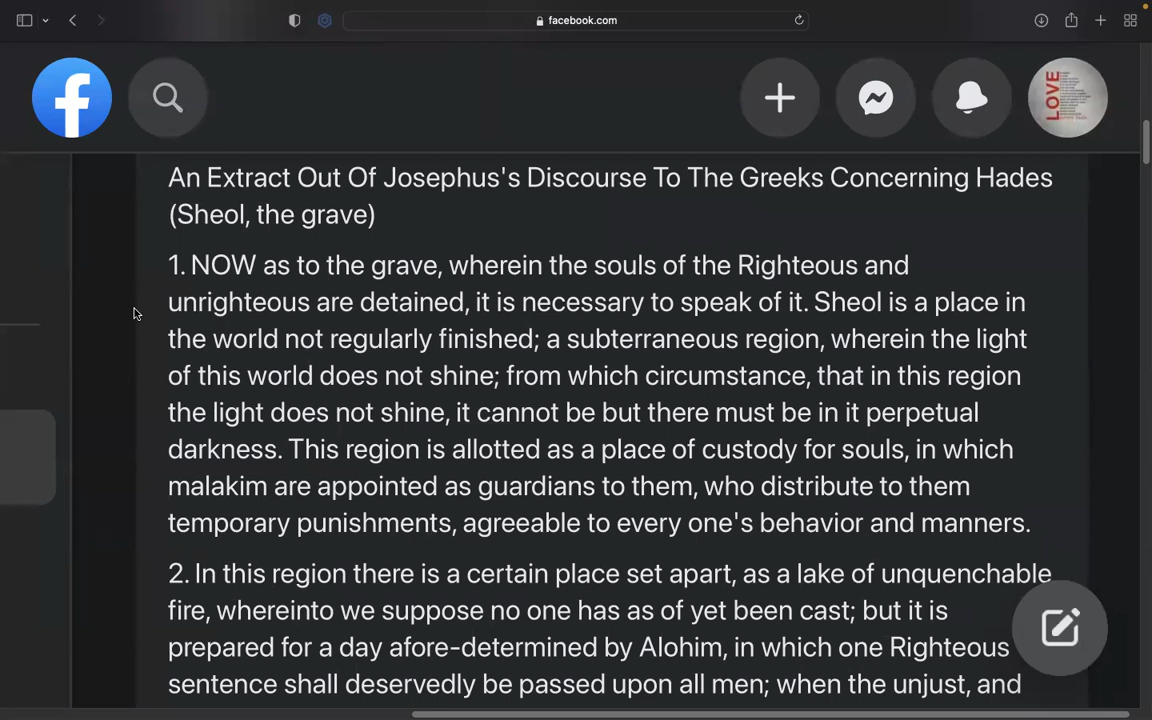 facebook.com
LOVE
An Extract Out Of Josephus's Discourse To The Greeks Concerning Hades
(Sheol, the grave)
1. NOW as to the grave, wherein the souls of the Righteous and
unrighteous are detained, it is necessary to speak of it. Sheol is a place in
the world not regularly finished; a subterraneous region, wherein the light
of this world does not shine; from which circumstance, that in this region
the light does not shine, it cannot be but there must be in it perpetual
darkness. This region is allotted as a place of custody for souls, in which
malakim are appointed as guardians to them, who distribute to them
temporary punishments, agreeable to every one's behavior and manners.
2. In this region there is a certain place set apart, as a lake of unquenchable
fire, whereinto we suppose no one has as of yet been cast; but it is
prepared for a day afore-determined by Alohim, in which one Righteous
sentence shall deservedly be passed upon all men; when the unjust, and